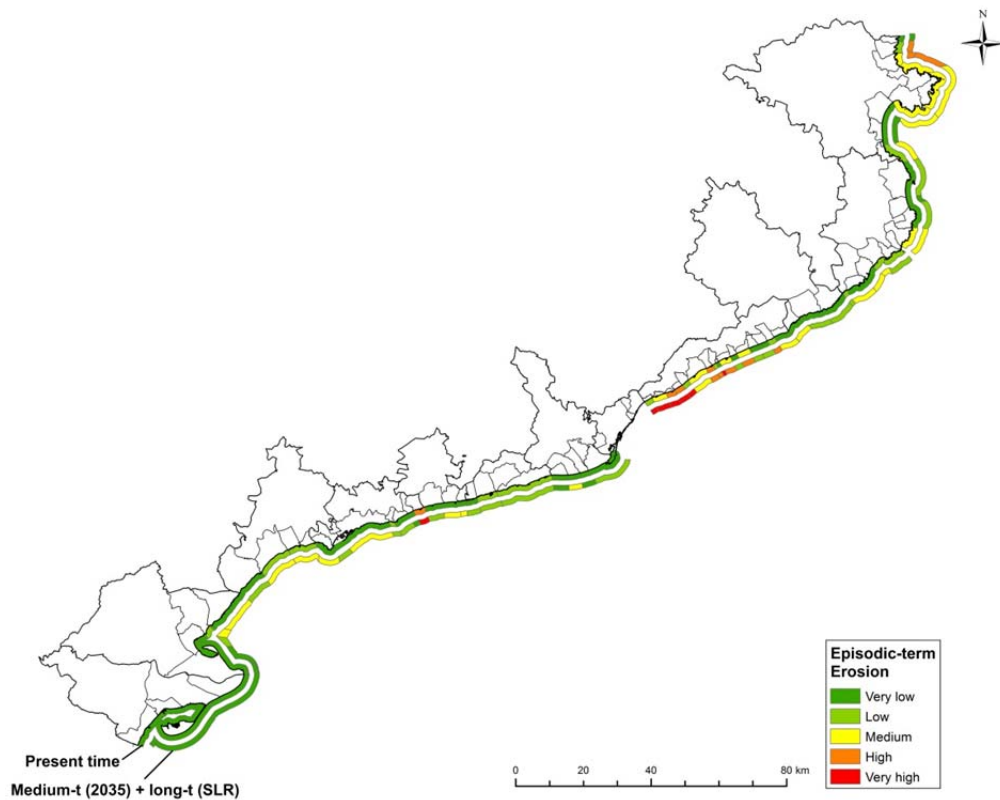 N
Episodic-term
Erosion
Very low
Low
Medium
High
Very high
Present time
Medium-t (2035) + long-t (SLR)
0 20 40 80 km